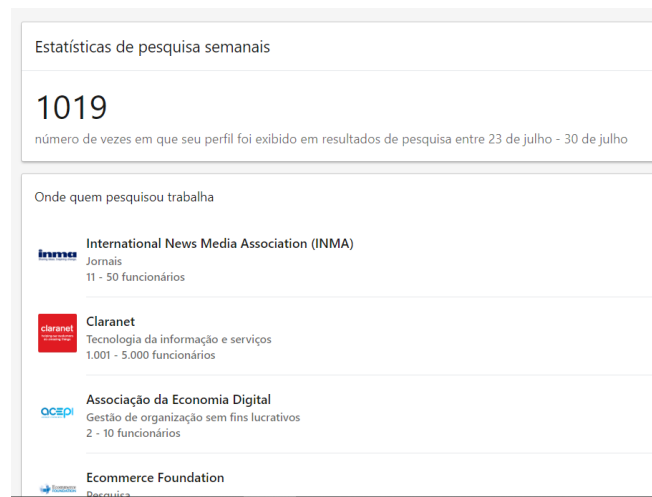 Estatísticas de pesquisa semanais
1019
número de vezes em que seu perfil foi exibido em resultados de pesquisa entre 23 de julho - 30 de julho
Onde quem pesquisou trabalha
inma
International News Media Association (INMA)
Jornais
11 - 50 funcionários
claranet
Claranet
Tecnologia da informação e serviços
1.001 - 5.000 funcionários
acepi
Associação da Economia Digital
Gestão de organização sem fins lucrativos
2 - 10 funcionários
Ecommerce
Foundation
Ecommerce Foundation
Pesquisa